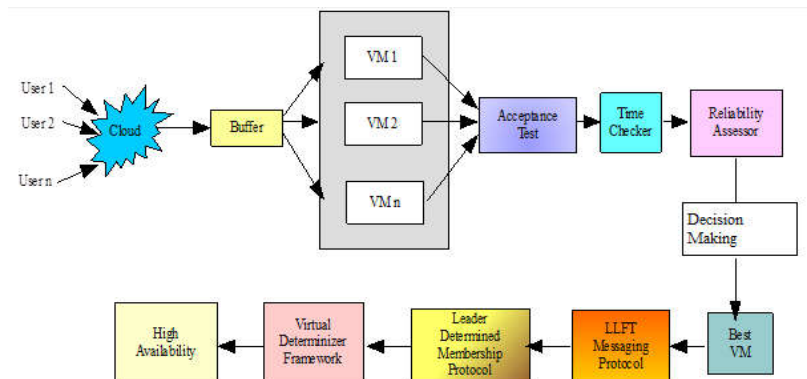 User 1
User 2
User n
Cloud
Buffer
VM 1
VM 2
VM n
Acceptance
Test
Time
Checker
Reliability
Assessor
Decision
Making
Best
VM
LLFT
Messaging
Protocol
Leader
Determined
Membership
Protocol
Virtual
Determinizer
Framework
High
Availability